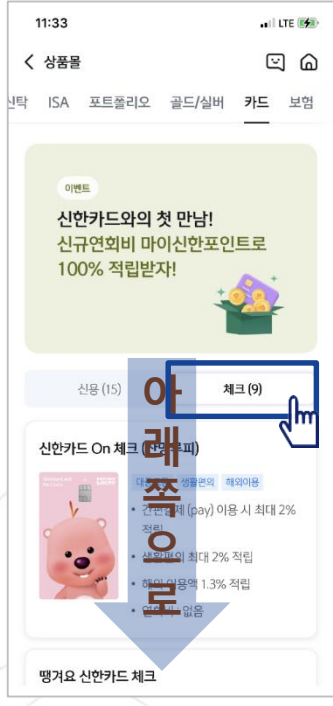 11:33
LTE
상품몰
신탁 ISA 포트폴리오 골드/실버 카드 보험
이벤트
신한카드와의 첫 만남!
신규연회비 마이신한포인트로
100% 적립받자!
신용 (15)
체크 (9)
아래쪽으로
신한카드 On 체크
생활편의
해외이용
• 간편결제 (pay) 이용 시 최대 2%
적립
• 생활편의 최대 2% 적립
• 해외 이용액 1.3% 적립
• 연회비 : 없음
땡겨요 신한카드 체크